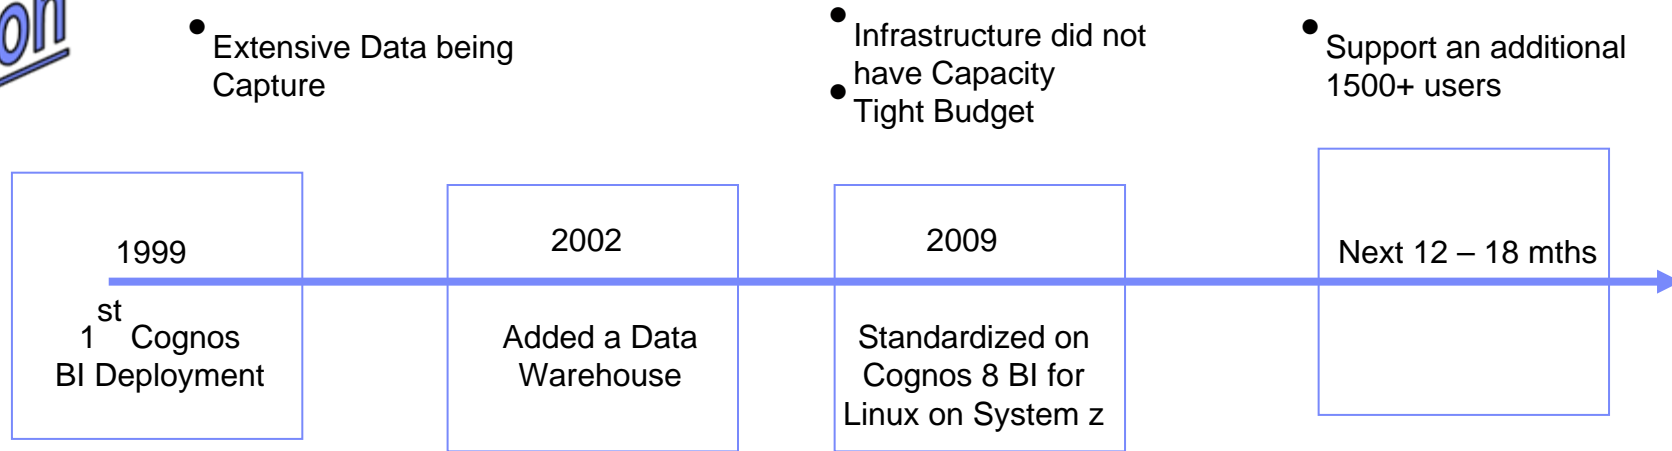 • Extensive Data being
Capture
• Infrastructure did not
have Capacity
• Tight Budget
• Support an additional
1500+ users
1999
1st Cognos
BI Deployment
2002
Added a Data
Warehouse
2009
Standardized on
Cognos 8 BI for
Linux on System z
Next 12 – 18 mths